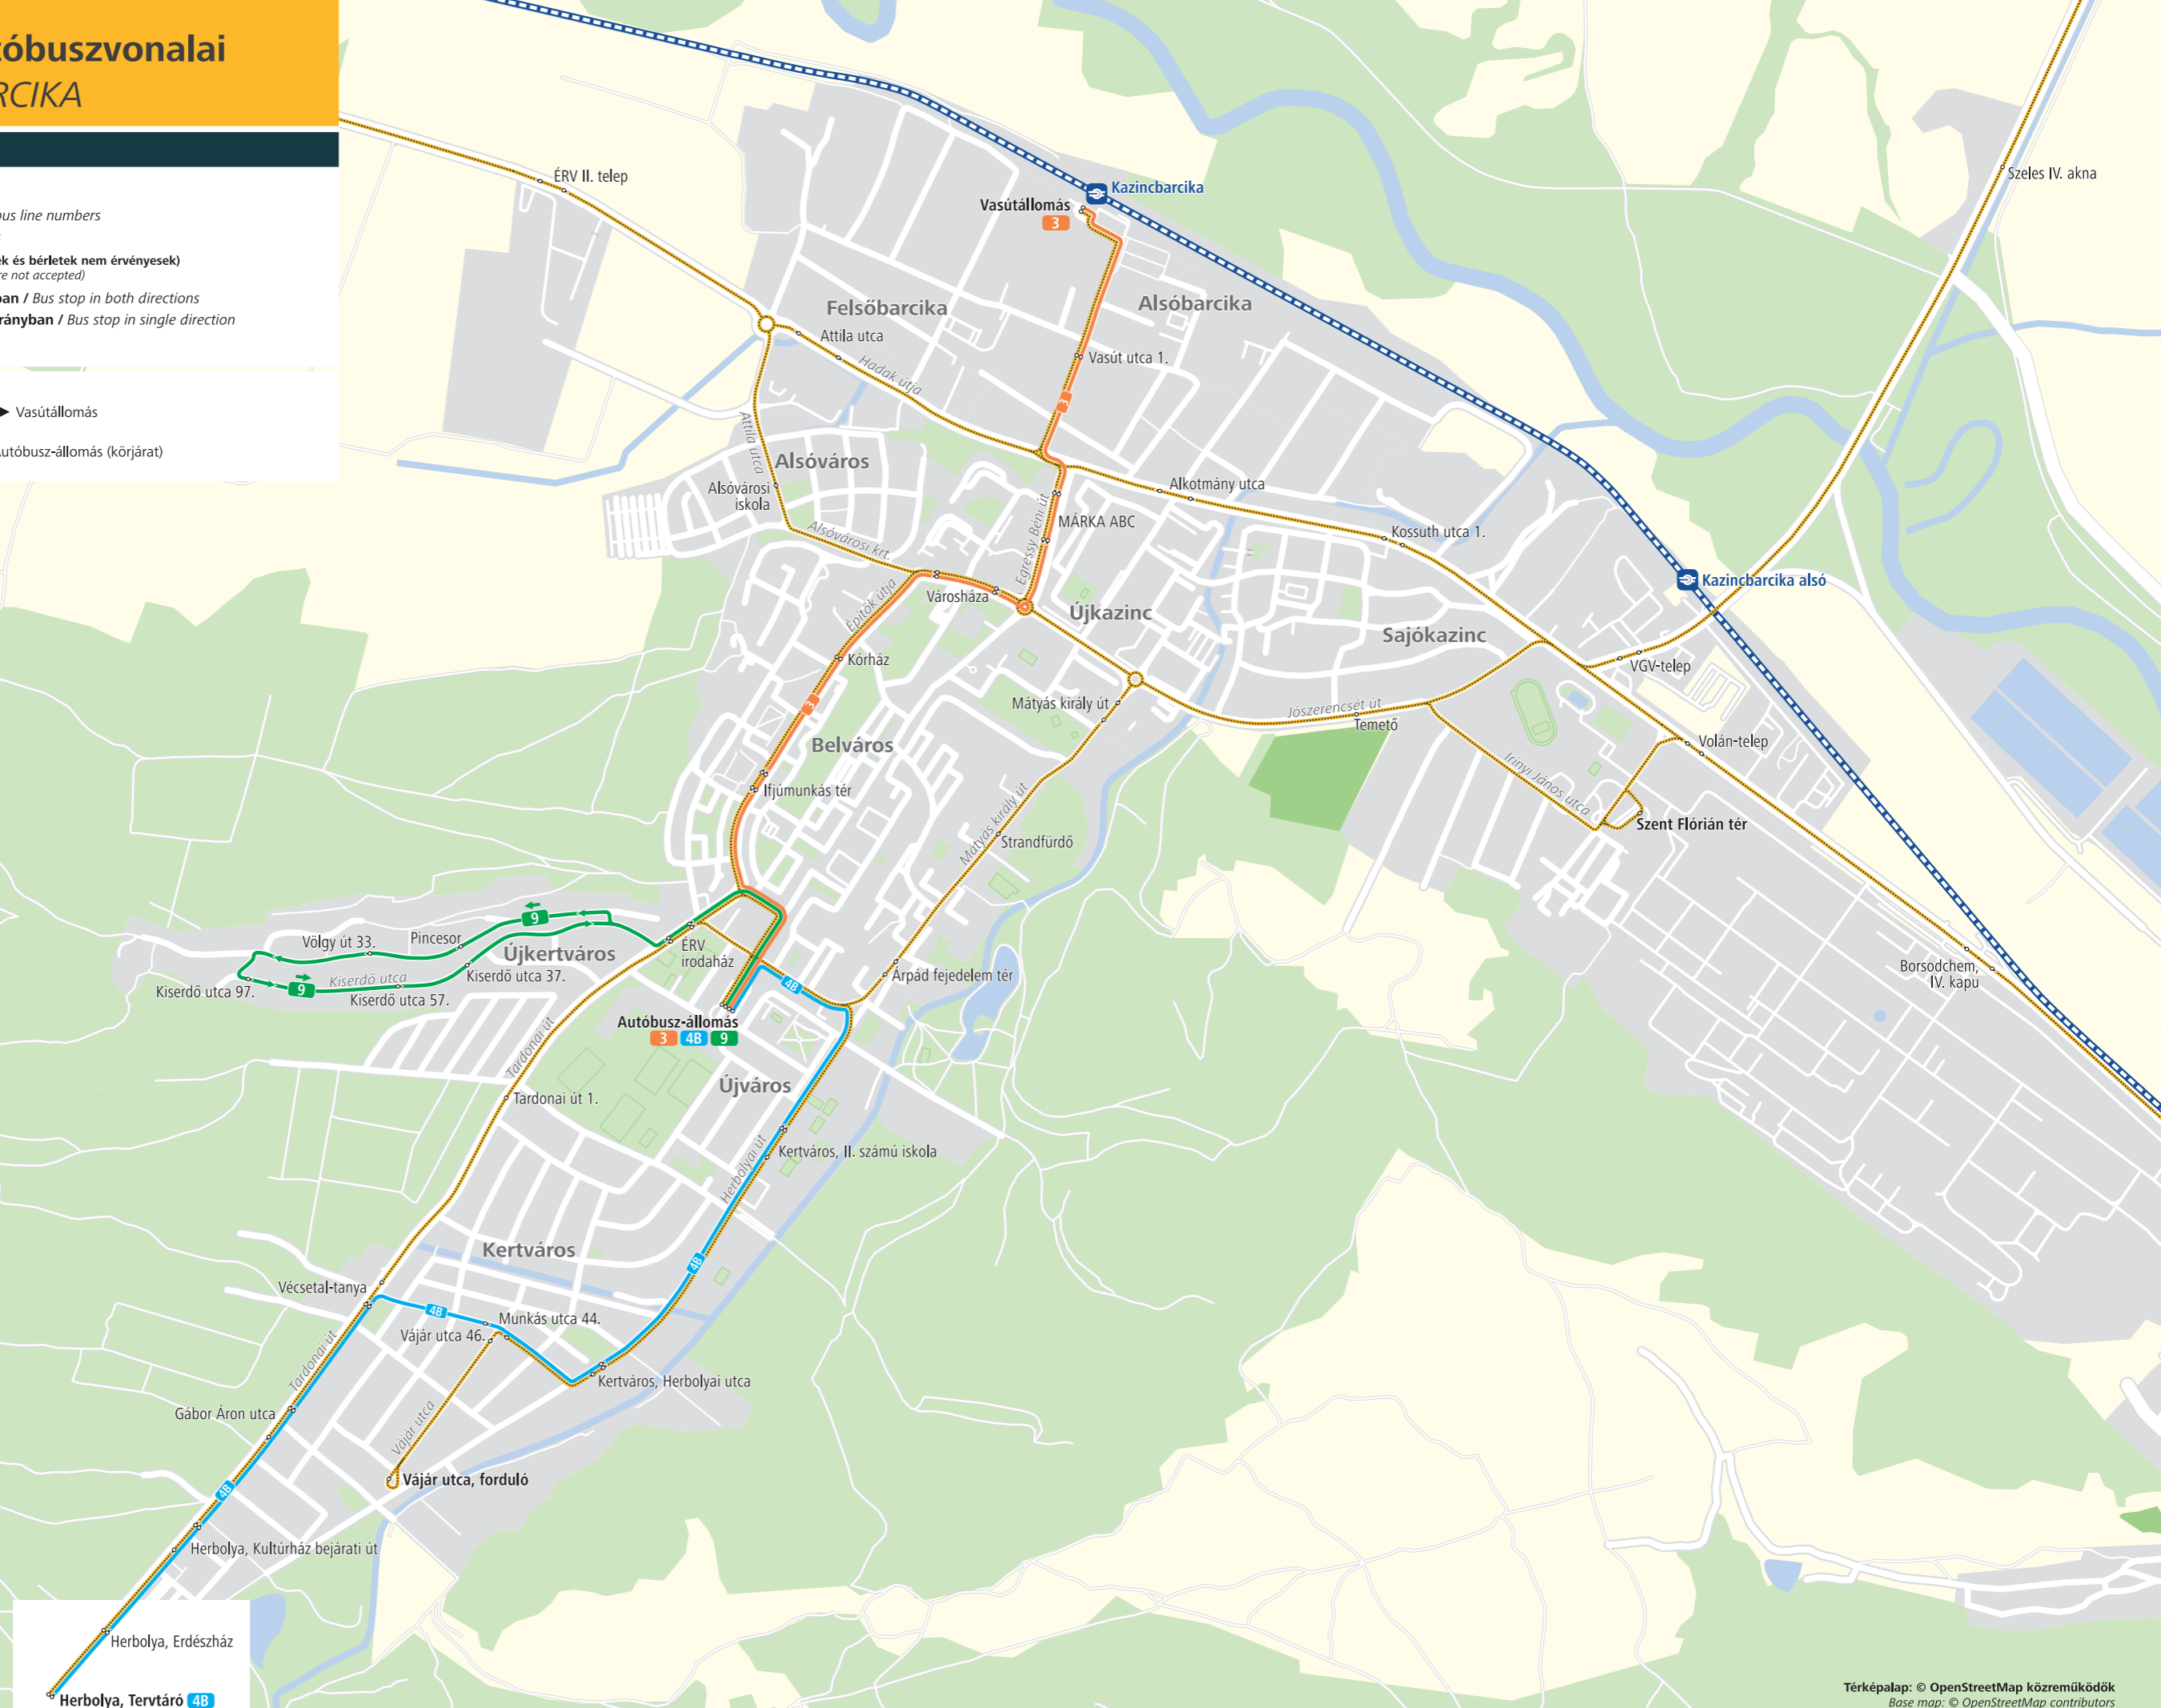 óbuszvonalai
RCIKA
bus line numbers
ek és bérletek nem érvényesek)
re not accepted)
ban / Bus stop in both directions
rányban / Bus stop in single direction
Vasútállomás
Autóbusz-állomás (körjárat)
ÉRV II. telep
Kazincbarcika
Vasútállomás
3
Szeles IV. akna
Felsőbarcika
Alsóbarcika
Attila utca
Hadak útja
Vasút utca 1.
3
Attila utca
Alsóváros
Alsóvárosi
iskola
Alkotmány utca
MÁRKA ABC
Egressy Béni út
Kossuth utca 1.
Alsóvárosi krt.
Kazincbarcika alsó
Építők útja
Városháza
Újkazinc
Sajókazinc
Kórház
VGV-telep
3
Mátyás király út
Jószerencsét út
Temető
Belváros
Volán-telep
Ifjúmunkás tér
Irinyi János utca
Szent Flórián tér
Mátyás király út
Strandfürdő
9
Völgy út 33.
Pincesor
Újkertváros
ÉRV
irodaház
Kiserdő utca 37.
Kiserdő utca
Kiserdő utca 97.
9
Kiserdő utca 57.
4B
Árpád fejedelem tér
Borsodchem,
IV. kapu
Autóbusz-állomás
3 4B 9
Tardonai út
Újváros
Tardonai út 1.
Herbolyai út
Kertváros, II. számú iskola
Kertváros
4B
Vécsetal-tanya
4B
Munkás utca 44.
Vájár utca 46.
Tardonai út
Kertváros, Herbolyai utca
Gábor Áron utca
Vájár utca
Vájár utca, forduló
4B
Herbolya, Kultúrház bejárati út
Herbolya, Erdészház
Herbolya, Tervtáró 4B
Térképalap: © OpenStreetMap közreműködők
Base map: © OpenStreetMap contributors